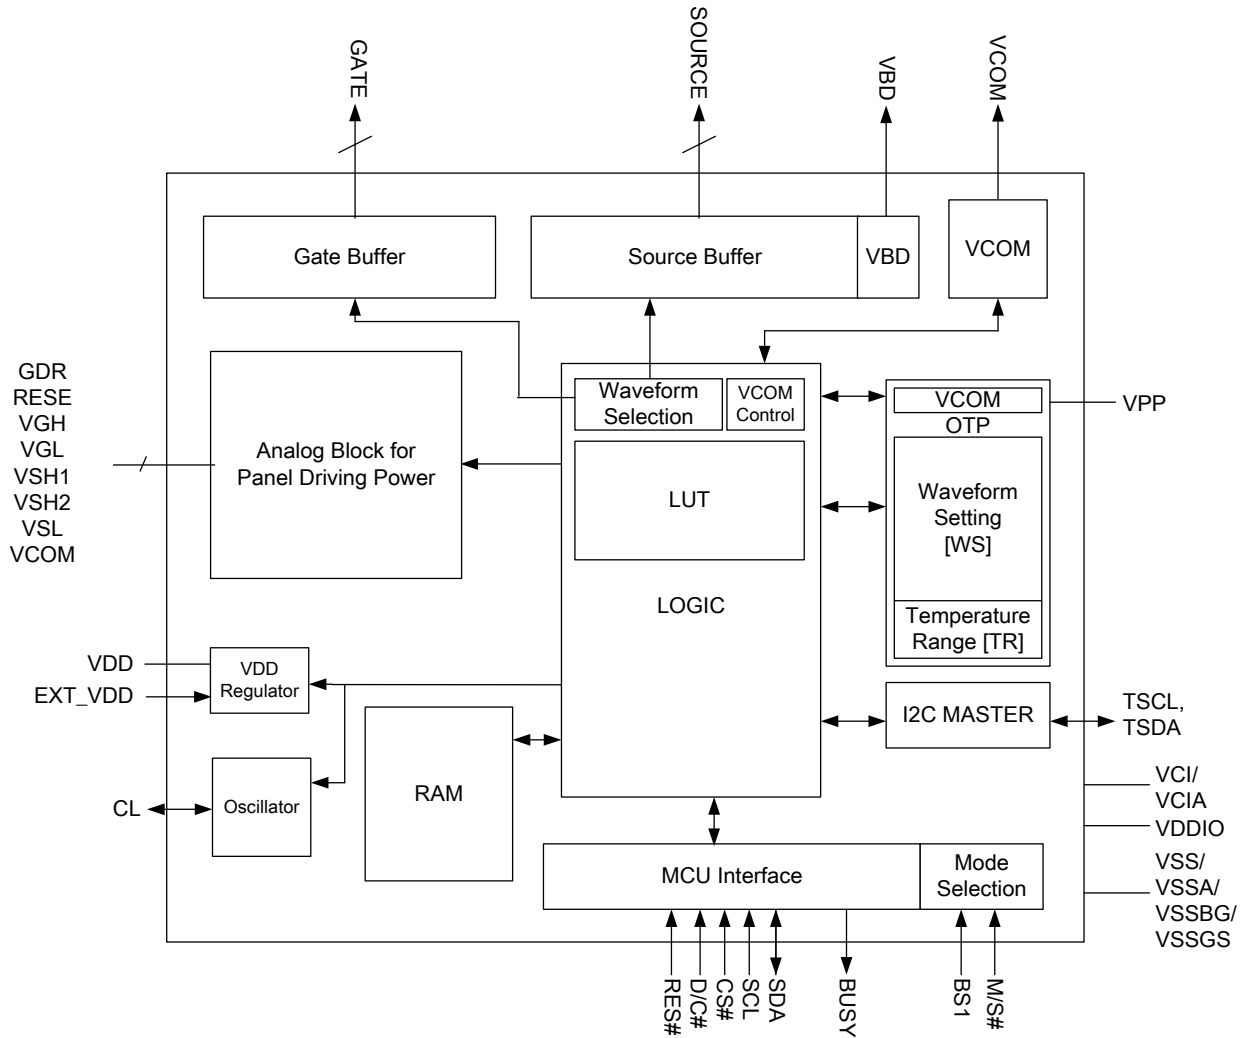 GATE
SOURCE
VBD
VCOM
Gate Buffer
Source Buffer
VBD
VCOM
GDR
RESE
VGH
VGL
VSH1
VSH2
VSL
VCOM
Analog Block for
Panel Driving Power
Waveform
Selection
VCOM
Control
LUT
LOGIC
VCOM
OTP
Waveform
Setting
[WS]
Temperature
Range [TR]
VPP
VDD
EXT_VDD
VDD
Regulator
CL
Oscillator
RAM
I2C MASTER
TSCL,
TSDA
VCI/
VCIA
VDDIO
VSS/
VSSA/
VSSBG/
VSSGS
MCU Interface
Mode
Selection
RES#
D/C#
CS#
SCL
SDA
BUSY
BS1
M/S#